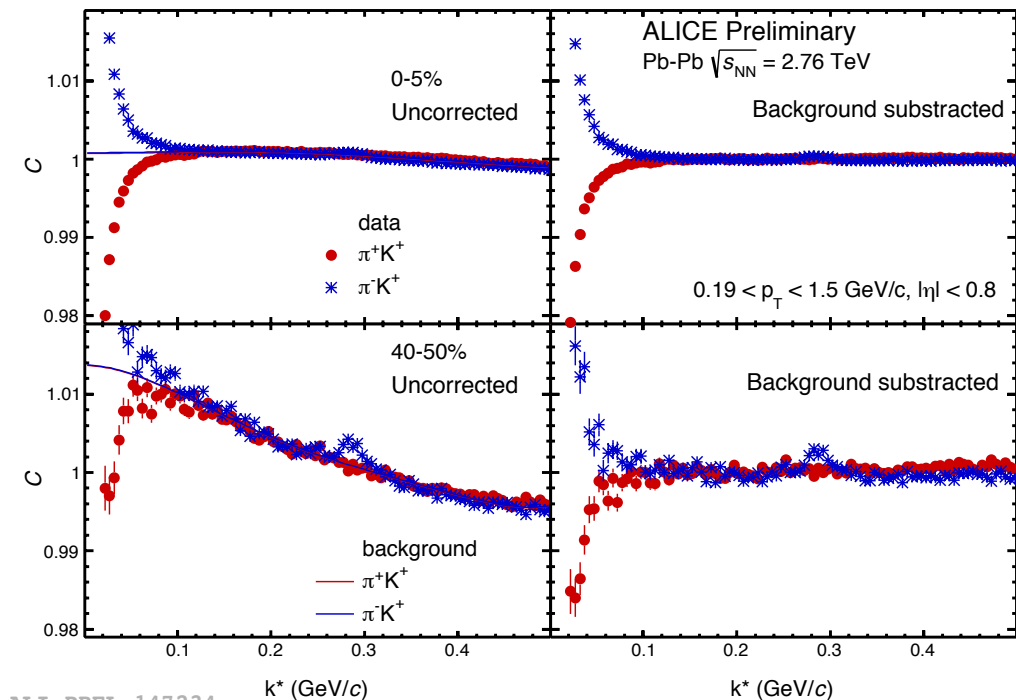 ALICE Preliminary
Pb-Pb √sNN = 2.76 TeV
0-5%
Uncorrected
Background substracted
data
π+K+
π-K+
0.19 < pT < 1.5 GeV/c, |η| < 0.8
C
1.01
1
0.99
0.98
40-50%
Uncorrected
Background substracted
background
π+K+
π-K+
C
1.01
1
0.99
0.98
0.1 0.2 0.3 0.4 0.1 0.2 0.3 0.4
k* (GeV/c) k* (GeV/c)